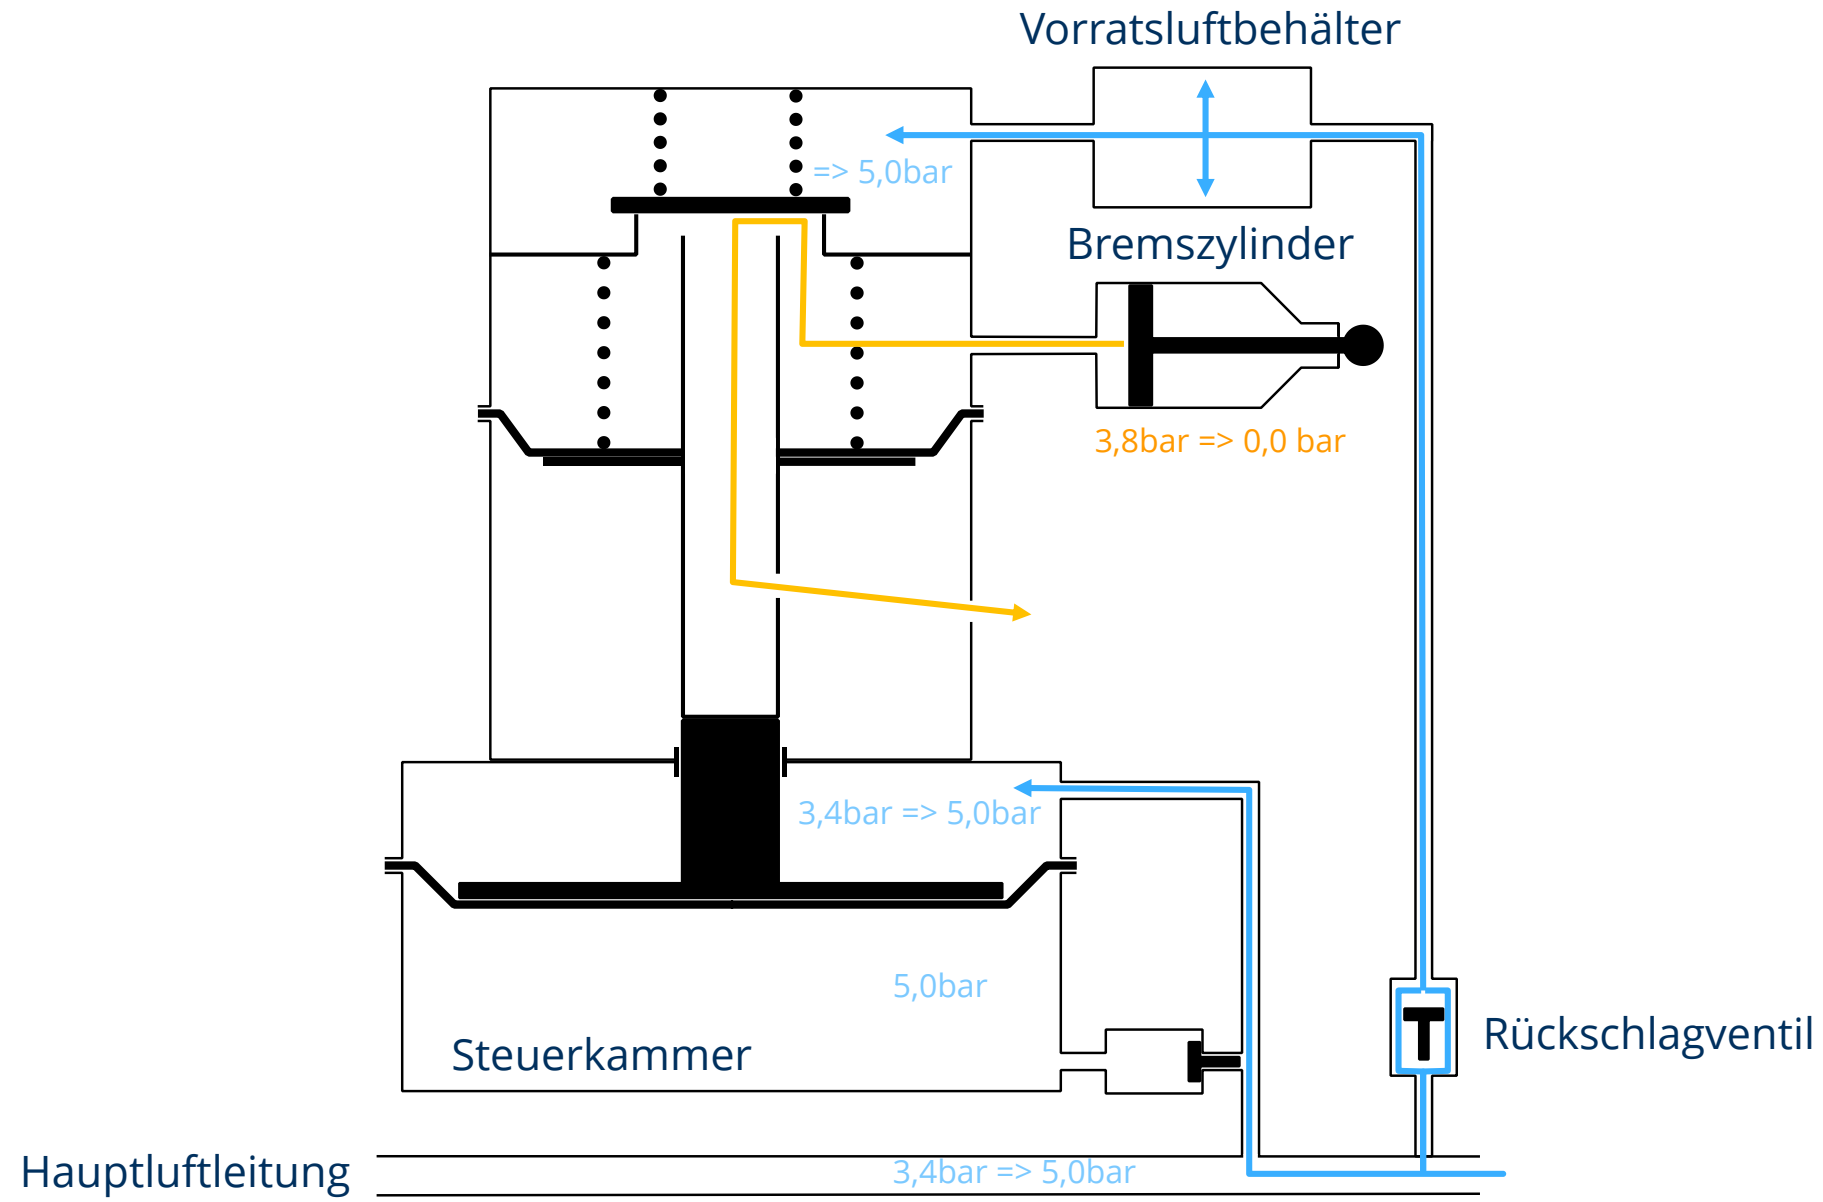 Vorratsluftbehälter
=> 5,0bar
Bremszylinder
3,8bar => 0,0 bar
3,4bar => 5,0bar
5,0bar
Steuerkammer
Rückschlagventil
Hauptluftleitung
3,4bar => 5,0bar